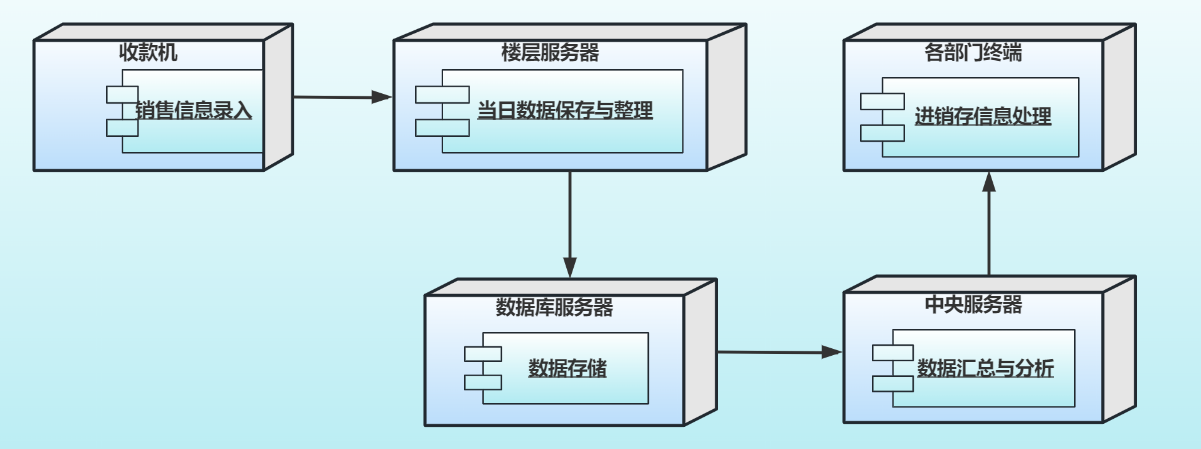 收款机
销售信息录入
楼层服务器
当日数据保存与整理
各部门终端
进销存信息处理
数据库服务器
数据存储
中央服务器
数据汇总与分析